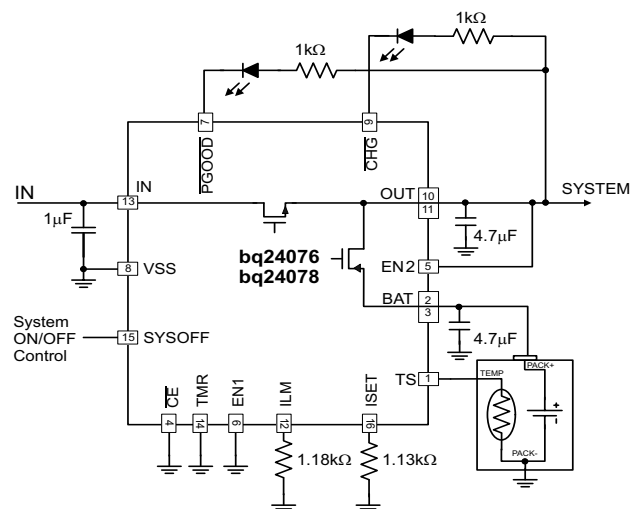 1kΩ
1kΩ
7
9
PGOOD
CHG
IN
IN
13
OUT
10
11
SYSTEM
1μF
4.7μF
bq24076
bq24078
EN2
5
8
VSS
BAT
2
3
System
ON/OFF
Control
15
SYSOFF
4.7μF
TS
1
TEMP
PACK+
+
-
PACK-
CE
TMR
EN1
ILM
ISET
4
14
6
12
16
1.18kΩ
1.13kΩ